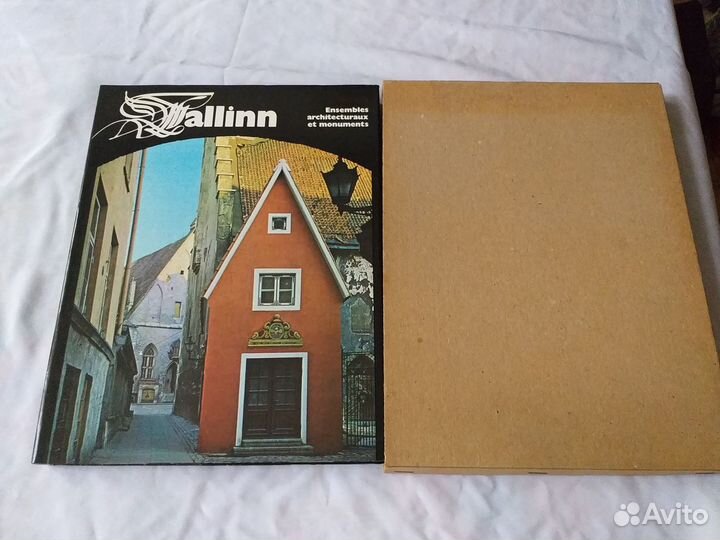 Tallinn
Ensembles
architecturaux
et monuments
Avito